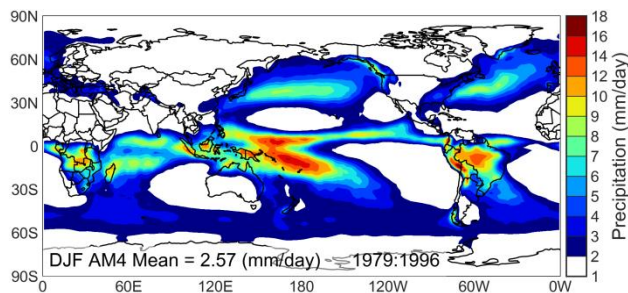 90N
60N
30N
0
30S
60S
90S
0 60E 120E 180E 120W 60W 0
DJF AM4 Mean = 2.57 (mm/day) 1979:1996
18
16
14
12
10
9
8
7
6
5
4
3
2
1
Precipitation (mm/day)